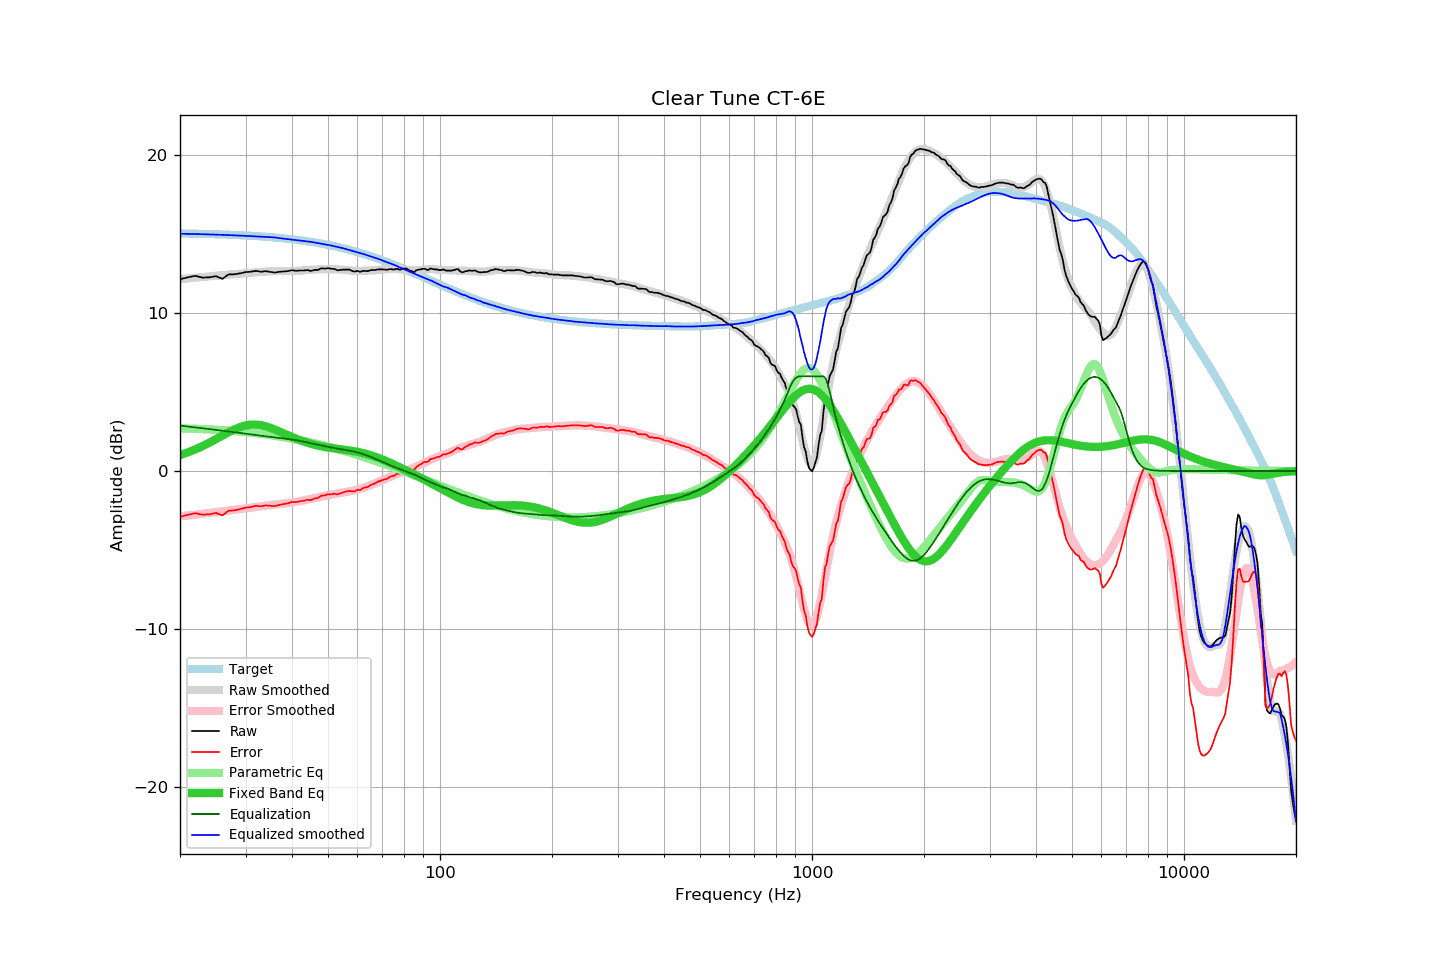 Clear Tune CT-6E
20
10
0
−10
−20
Amplitude (dBr)
Target
Raw Smoothed
Error Smoothed
Raw
Error
Parametric Eq
Fixed Band Eq
Equalization
Equalized smoothed
100
1000
10000
Frequency (Hz)